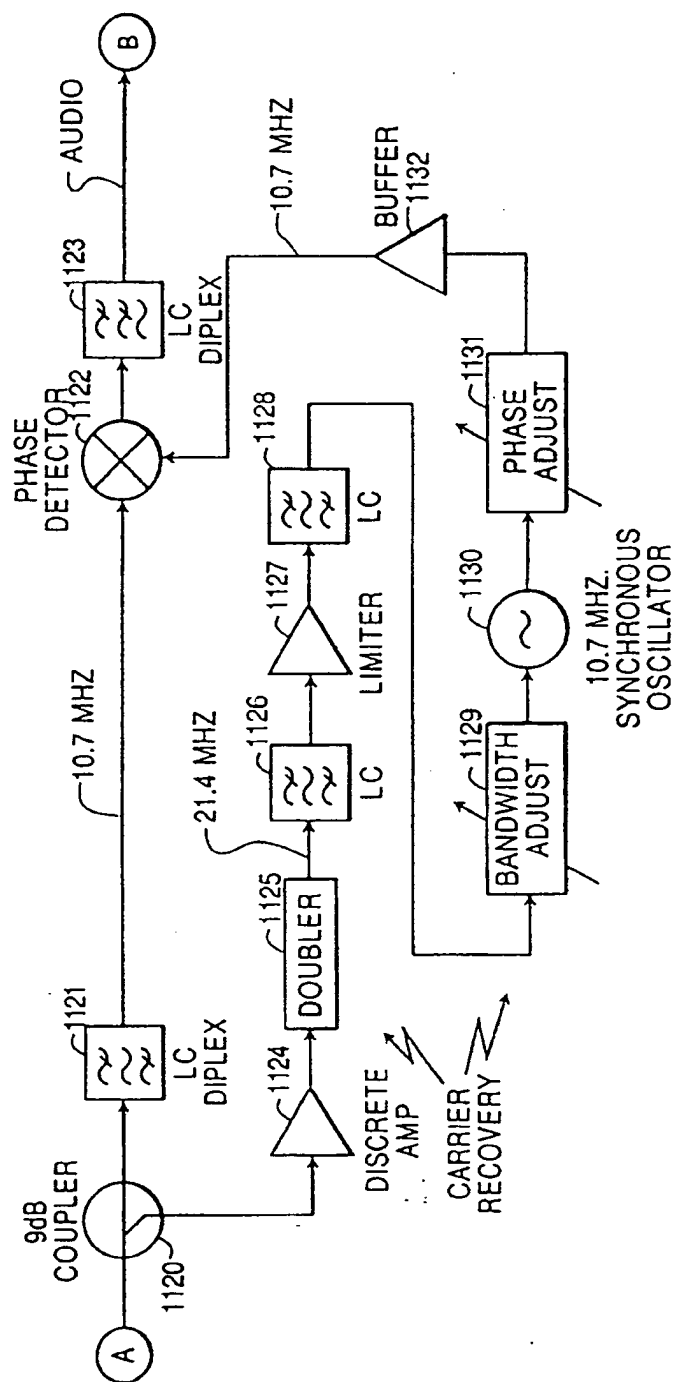 A
9dB
COUPLER
1120
1121
LC
DIPLEX
10.7 MHZ
PHASE
DETECTOR
1122
1123
LC
DIPLEX
AUDIO
B
1124
DISCRETE
AMP
1125
DOUBLER
21.4 MHZ
1126
LC
1127
LIMITER
1128
LC
10.7 MHZ
BUFFER
1132
CARRIER
RECOVERY
1129
BANDWIDTH
ADJUST
1130
10.7 MHZ.
SYNCHRONOUS
OSCILLATOR
1131
PHASE
ADJUST